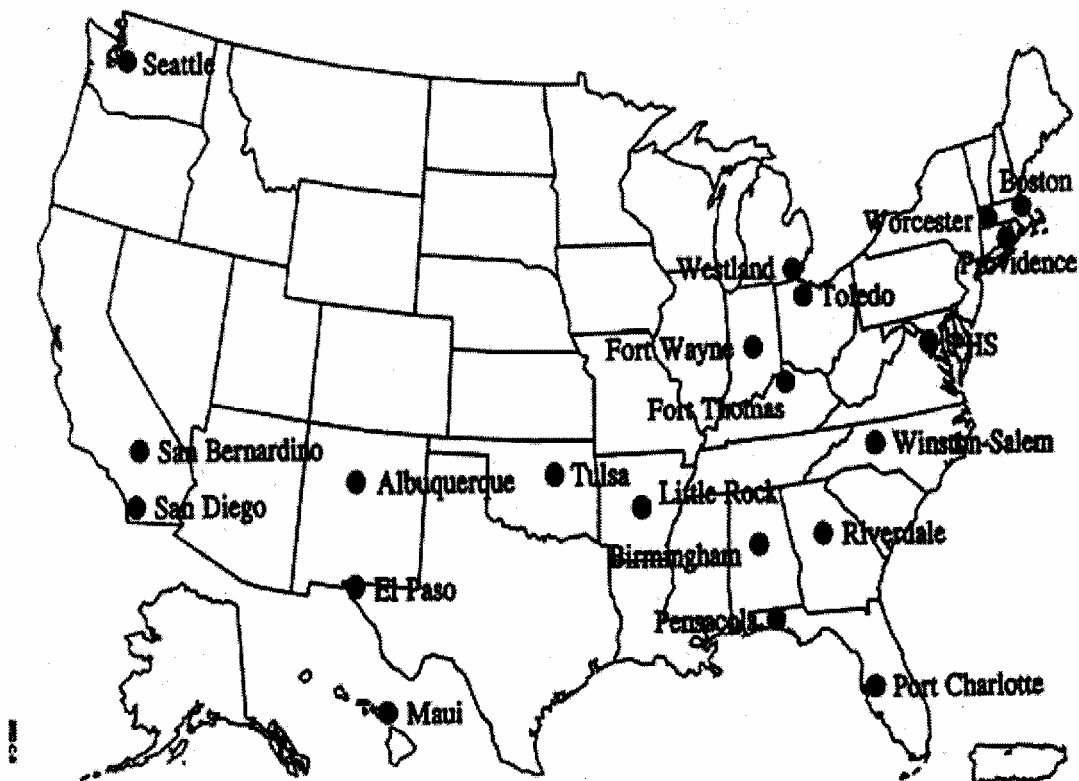 Seattle
Boston
Worcester
Providence
Westland
Toledo
Fort Wayne
Fort Thomas
Winston-Salem
San Bernardino
Albuquerque
Tulsa
Little Rock
San Diego
Riverdale
Birmingham
El Paso
Pensacola
Port Charlotte
Maui